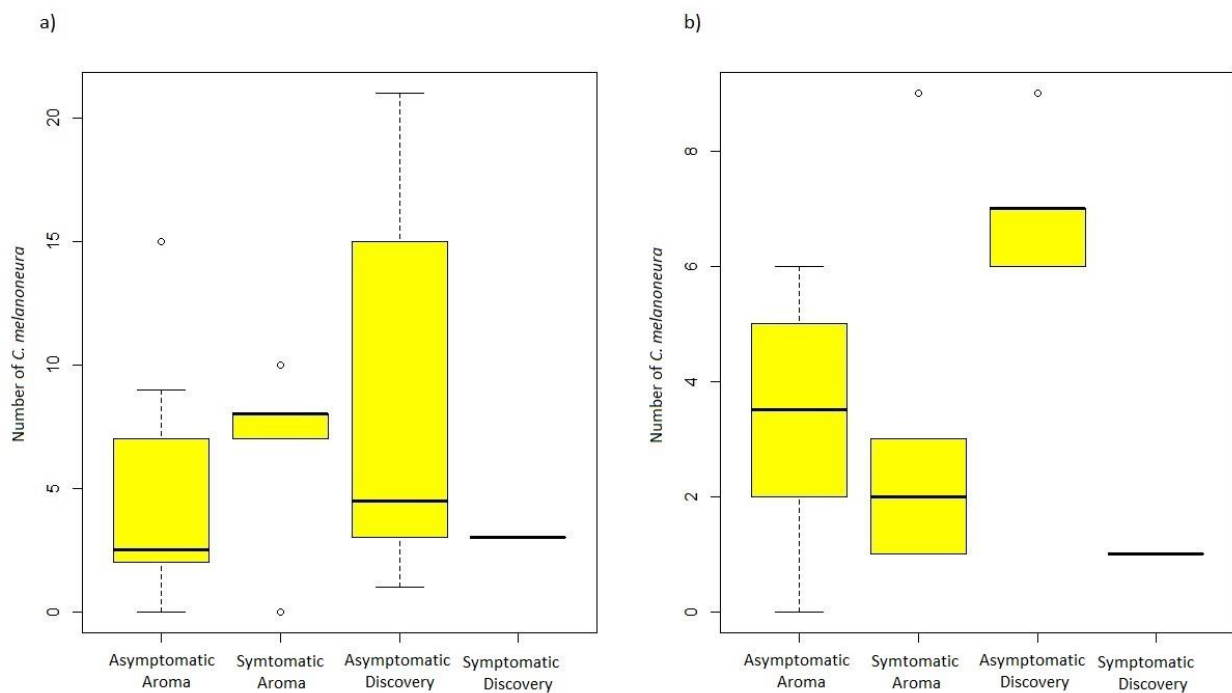 a)
Number of C. melanoneura
20
15
10
5
0
Asymptomatic
Aroma
Symtomatic
Aroma
Asymptomatic
Discovery
Symptomatic
Discovery
b)
Number of C. melanoneura
8
6
4
2
0
Asymptomatic
Aroma
Symtomatic
Aroma
Asymptomatic
Discovery
Symptomatic
Discovery